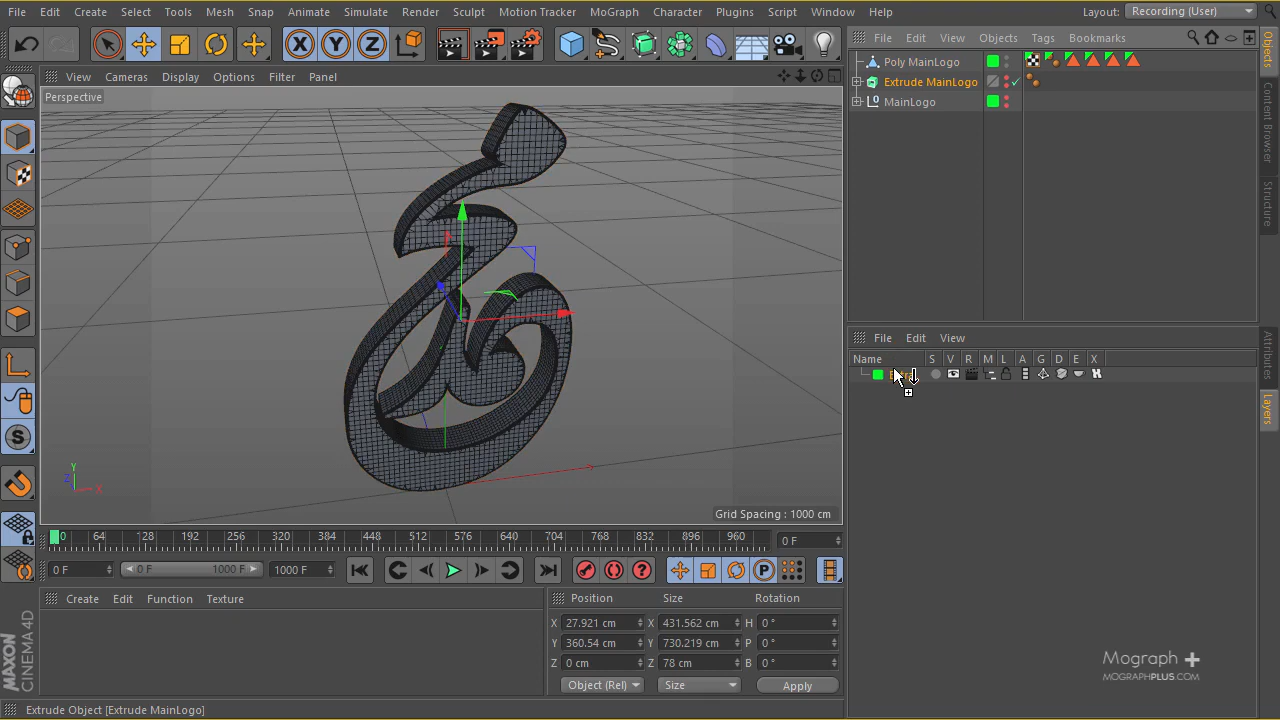 File Edit Create Select Tools Mesh Snap Animate Simulate Render Sculpt Motion Tracker MoGraph Character Plugins Script Window Help Layout: Recording (User)
X Y Z
File Edit View Objects Tags Bookmarks
Poly MainLogo
Extrude MainLogo
MainLogo
View Cameras Display Options Filter Panel
Perspective
Grid Spacing : 1000 cm
Y
Z
X
File Edit View
Name S V R M L A G D E X
Objects
Content Browser
Structure
Attributes
Layers
0 64 128 192 256 320 384 448 512 576 640 704 768 832 896 960 0 F
0 F 0 F 1000 F 1000 F
Create Edit Function Texture
Position Size Rotation
X 27.921 cm X 431.562 cm H 0 °
Y 360.54 cm Y 730.219 cm P 0 °
Z 0 cm Z 78 cm B 0 °
Object (Rel) Size Apply
MAXON
CINEMA 4D
Extrude Object [Extrude MainLogo]
Mograph +
MOGRAPHPLUS.COM